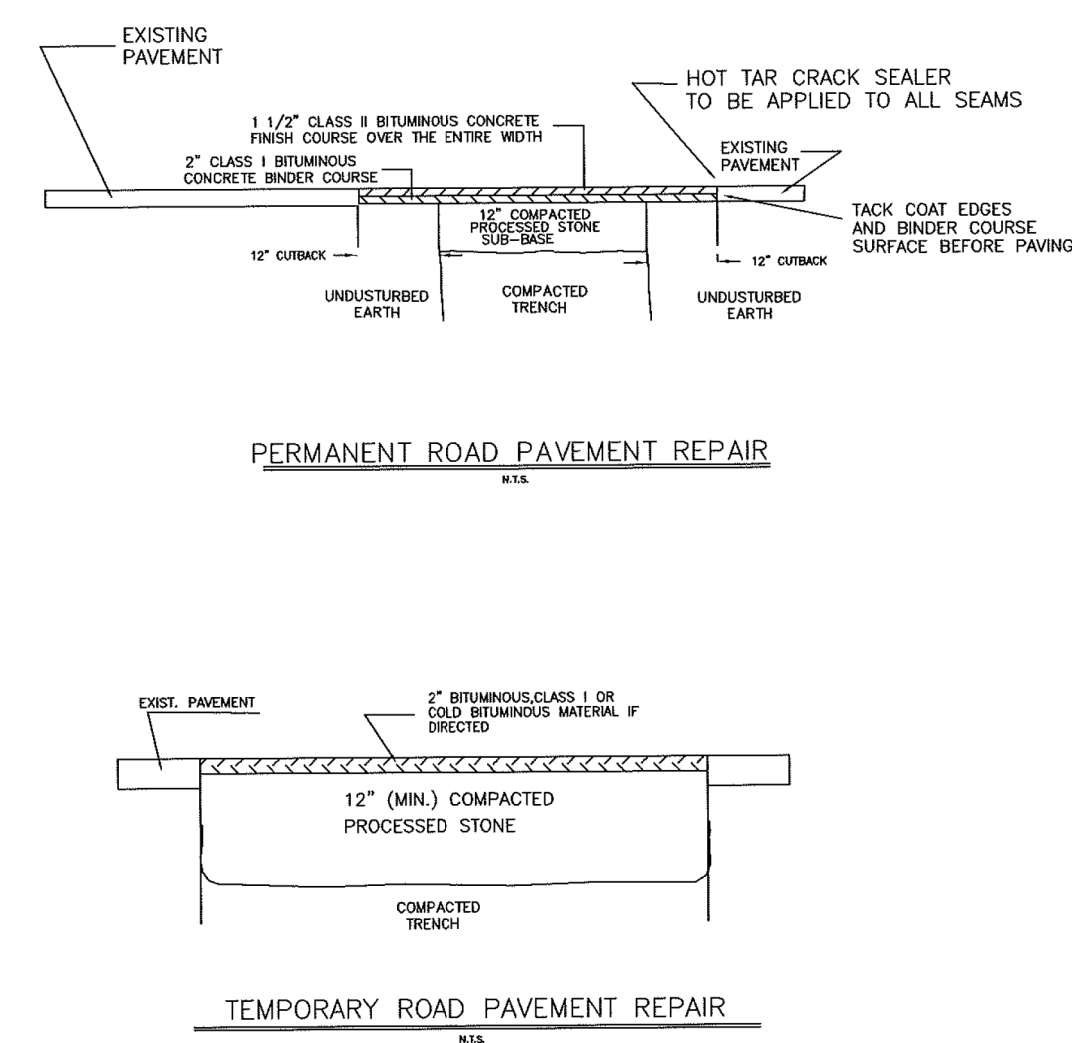 EXISTING
PAVEMENT
HOT TAR CRACK SEALER
TO BE APPLIED TO ALL SEAMS
1 1/2" CLASS II BITUMINOUS CONCRETE
FINISH COURSE OVER THE ENTIRE WIDTH
2" CLASS I BITUMINOUS
CONCRETE BINDER COURSE
EXISTING
PAVEMENT
12" COMPACTED
PROCESSED STONE
SUB-BASE
TACK COAT EDGES
AND BINDER COURSE
SURFACE BEFORE PAVING
12" CUTBACK
12" CUTBACK
UNDUSTURBED
EARTH
COMPACTED
TRENCH
UNDUSTURBED
EARTH
PERMANENT ROAD PAVEMENT REPAIR
N.T.S.
EXIST. PAVEMENT
2" BITUMINOUS,CLASS I OR
COLD BITUMINOUS MATERIAL IF
DIRECTED
12" (MIN.) COMPACTED
PROCESSED STONE
COMPACTED
TRENCH
TEMPORARY ROAD PAVEMENT REPAIR
N.T.S.